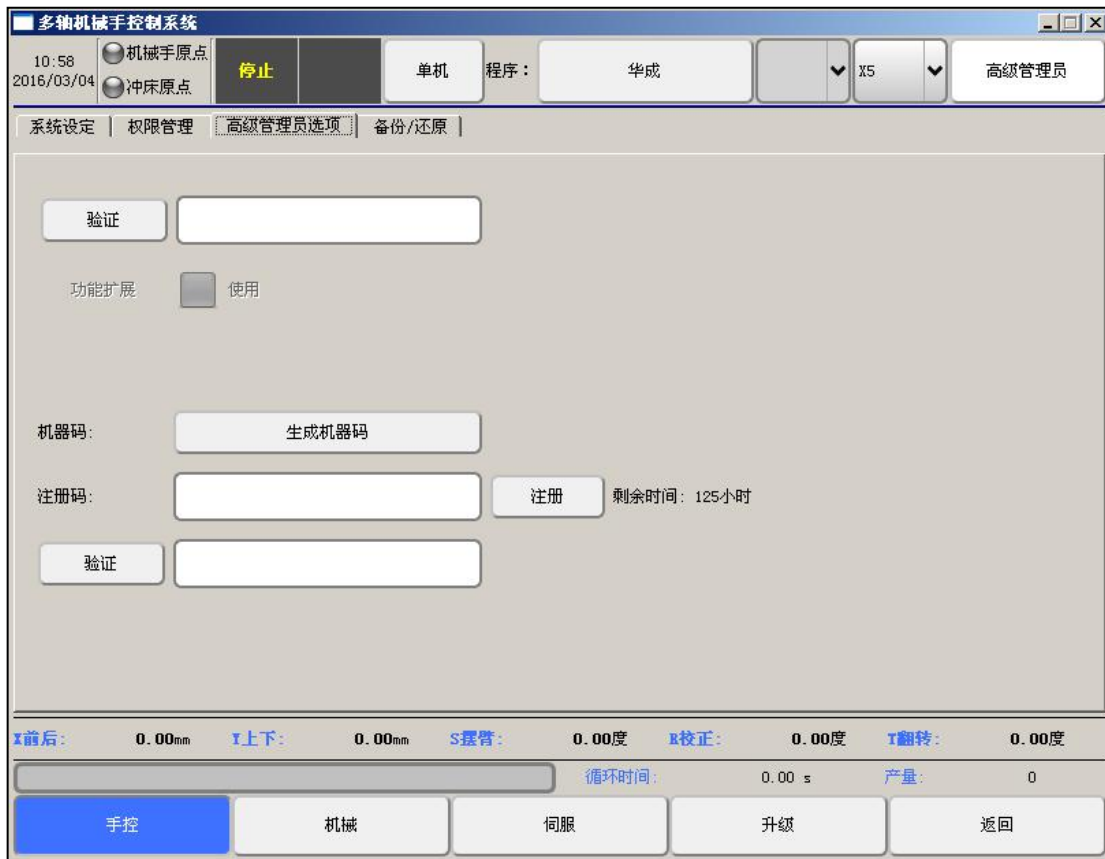 多轴机械手控制系统
10:58
2016/03/04
机械手原点
冲床原点
停止
单机
程序：
华成
X5
高级管理员
系统设定
权限管理
高级管理员选项
备份/还原
验证
功能扩展
使用
机器码:
生成机器码
注册码:
注册
剩余时间: 125小时
验证
X前后: 0.00mm Y上下: 0.00mm S摆臂: 0.00度 R校正: 0.00度 T翻转: 0.00度
循环时间: 0.00 s 产量: 0
手控 机械 伺服 升级 返回